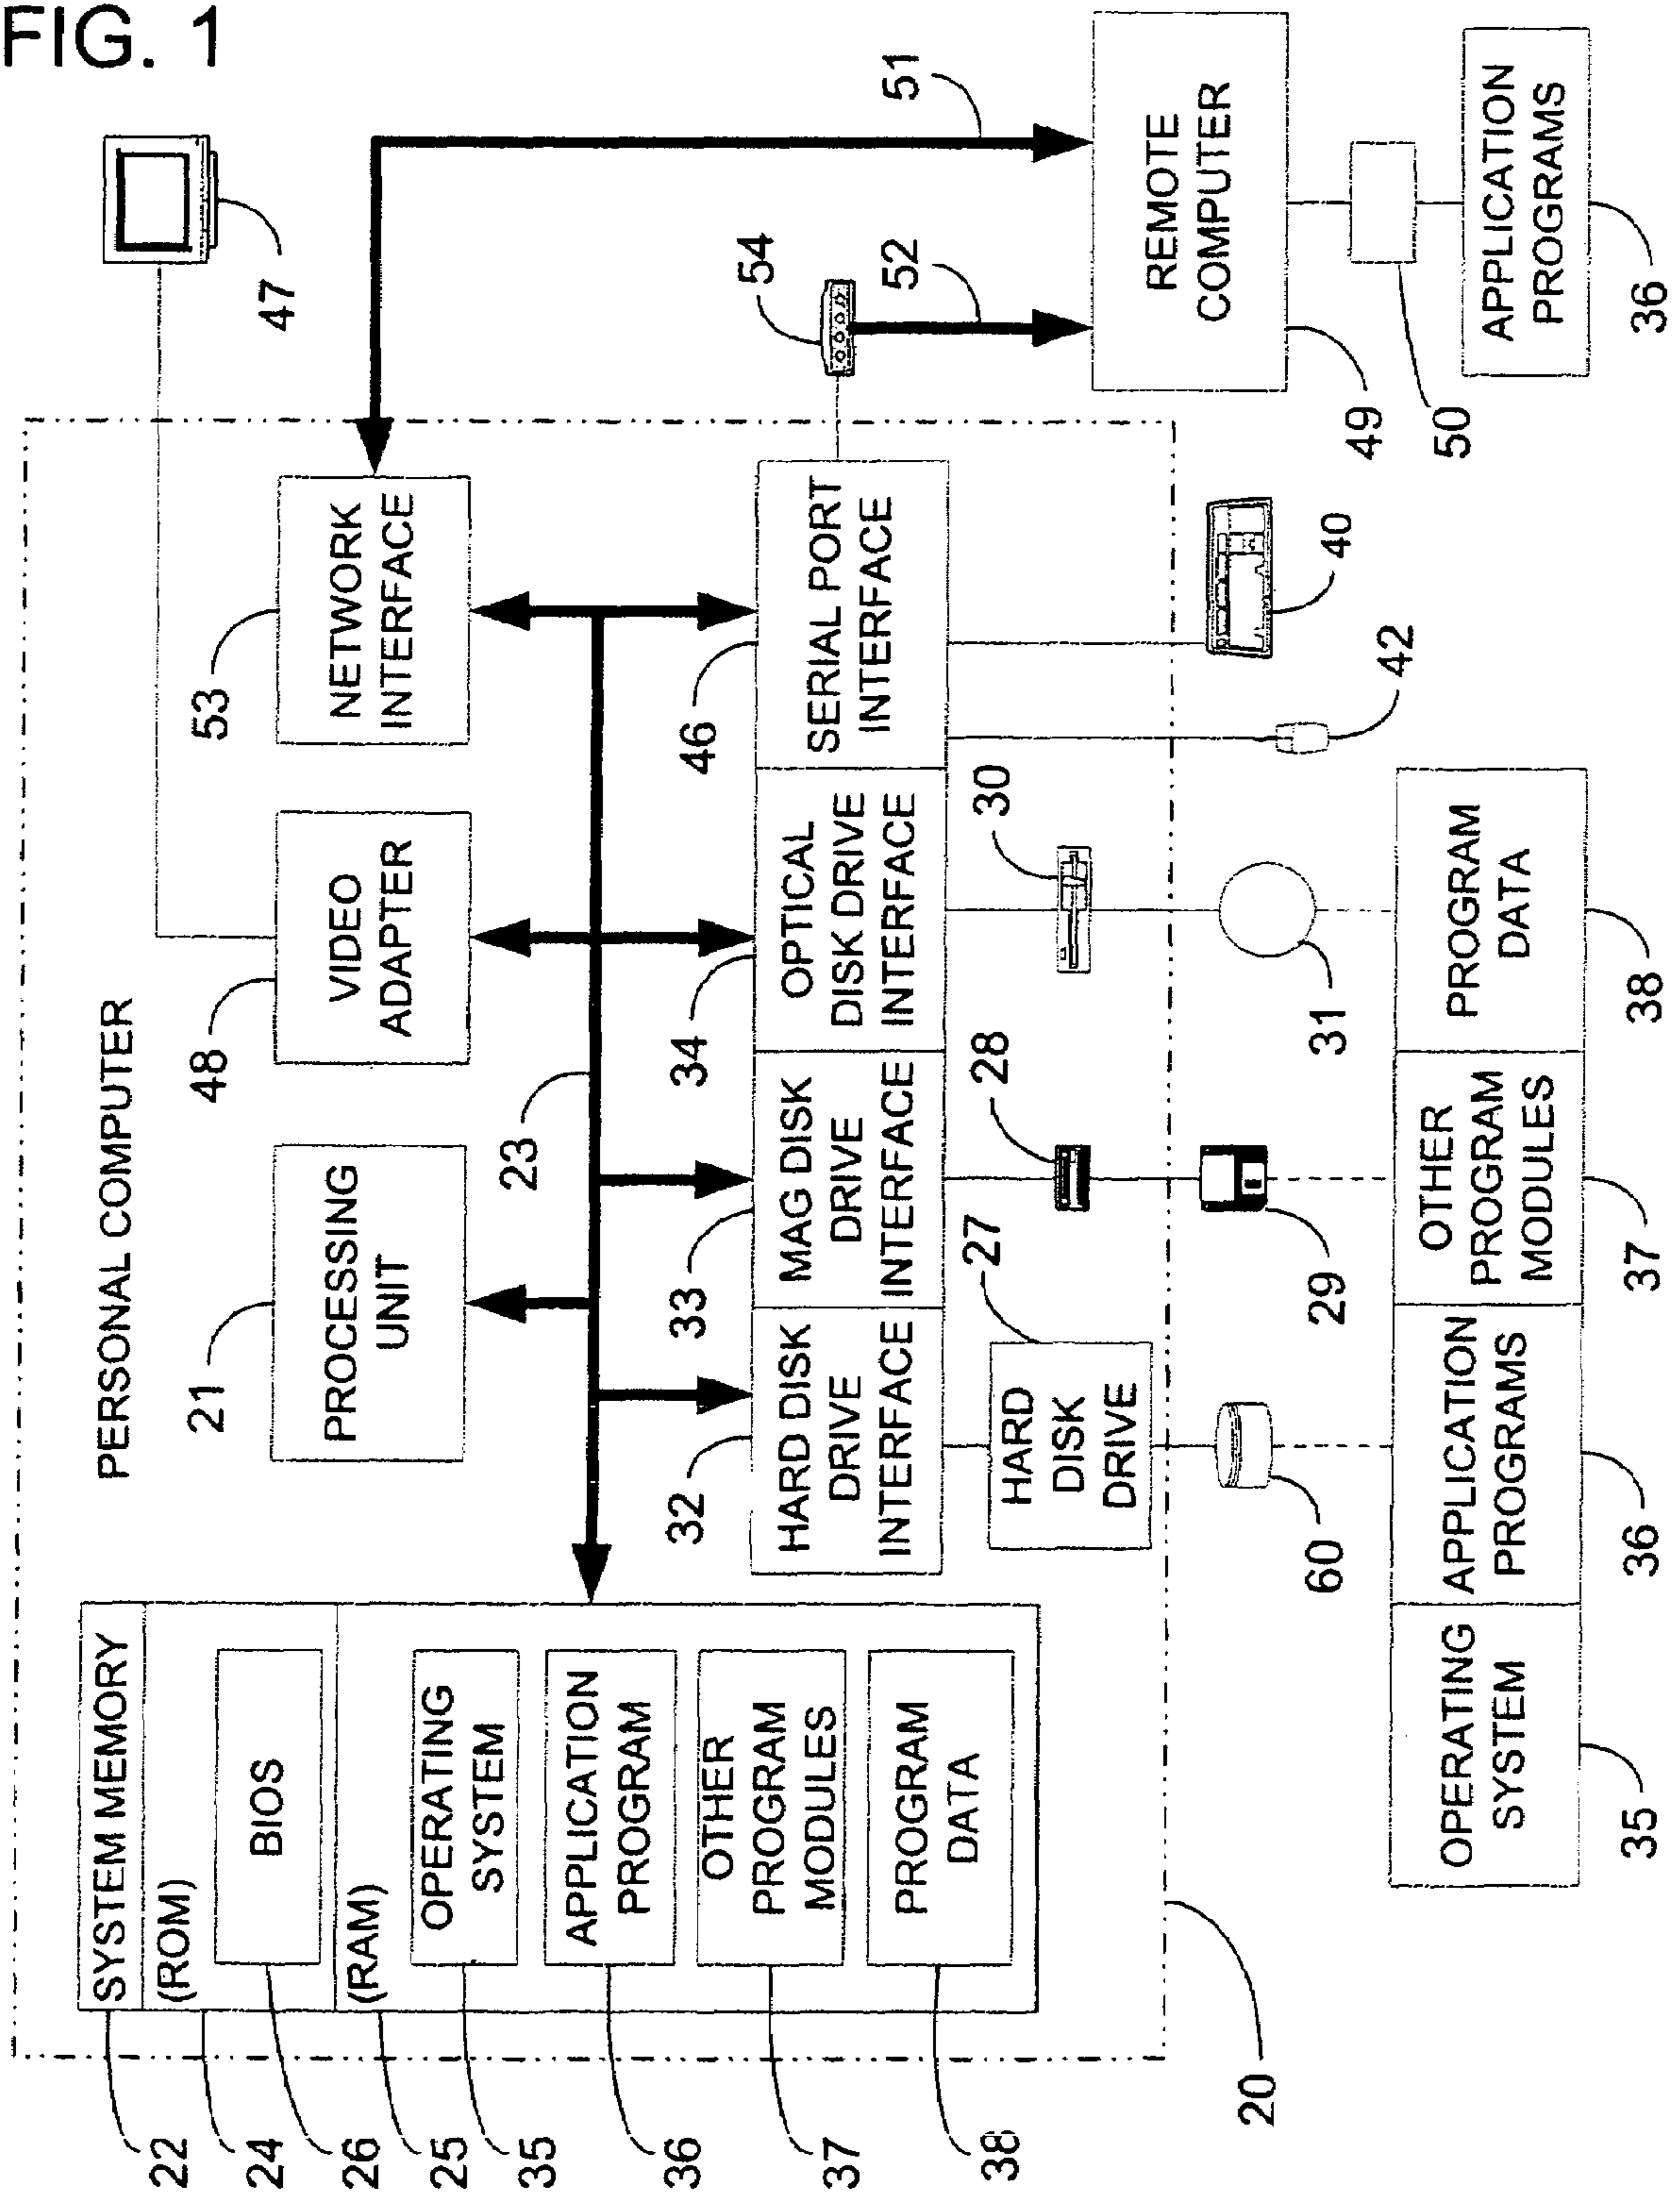 FIG. 1
PERSONAL COMPUTER
SYSTEM MEMORY
(ROM)
BIOS
(RAM)
OPERATING
SYSTEM
APPLICATION
PROGRAM
OTHER
PROGRAM
MODULES
PROGRAM
DATA
22
24
26
25
35
36
37
38
20
21
PROCESSING
UNIT
48
VIDEO
ADAPTER
53
NETWORK
INTERFACE
47
23
32
HARD DISK
DRIVE
INTERFACE
33
MAG DISK
DRIVE
INTERFACE
34
OPTICAL
DISK DRIVE
INTERFACE
46
SERIAL PORT
INTERFACE
54
52
51
27
HARD
DISK
DRIVE
28
30
60
29
31
42
40
REMOTE
COMPUTER
49
50
APPLICATION
PROGRAMS
36
OPERATING
SYSTEM
35
APPLICATION
PROGRAMS
36
OTHER
PROGRAM
MODULES
37
PROGRAM
DATA
38